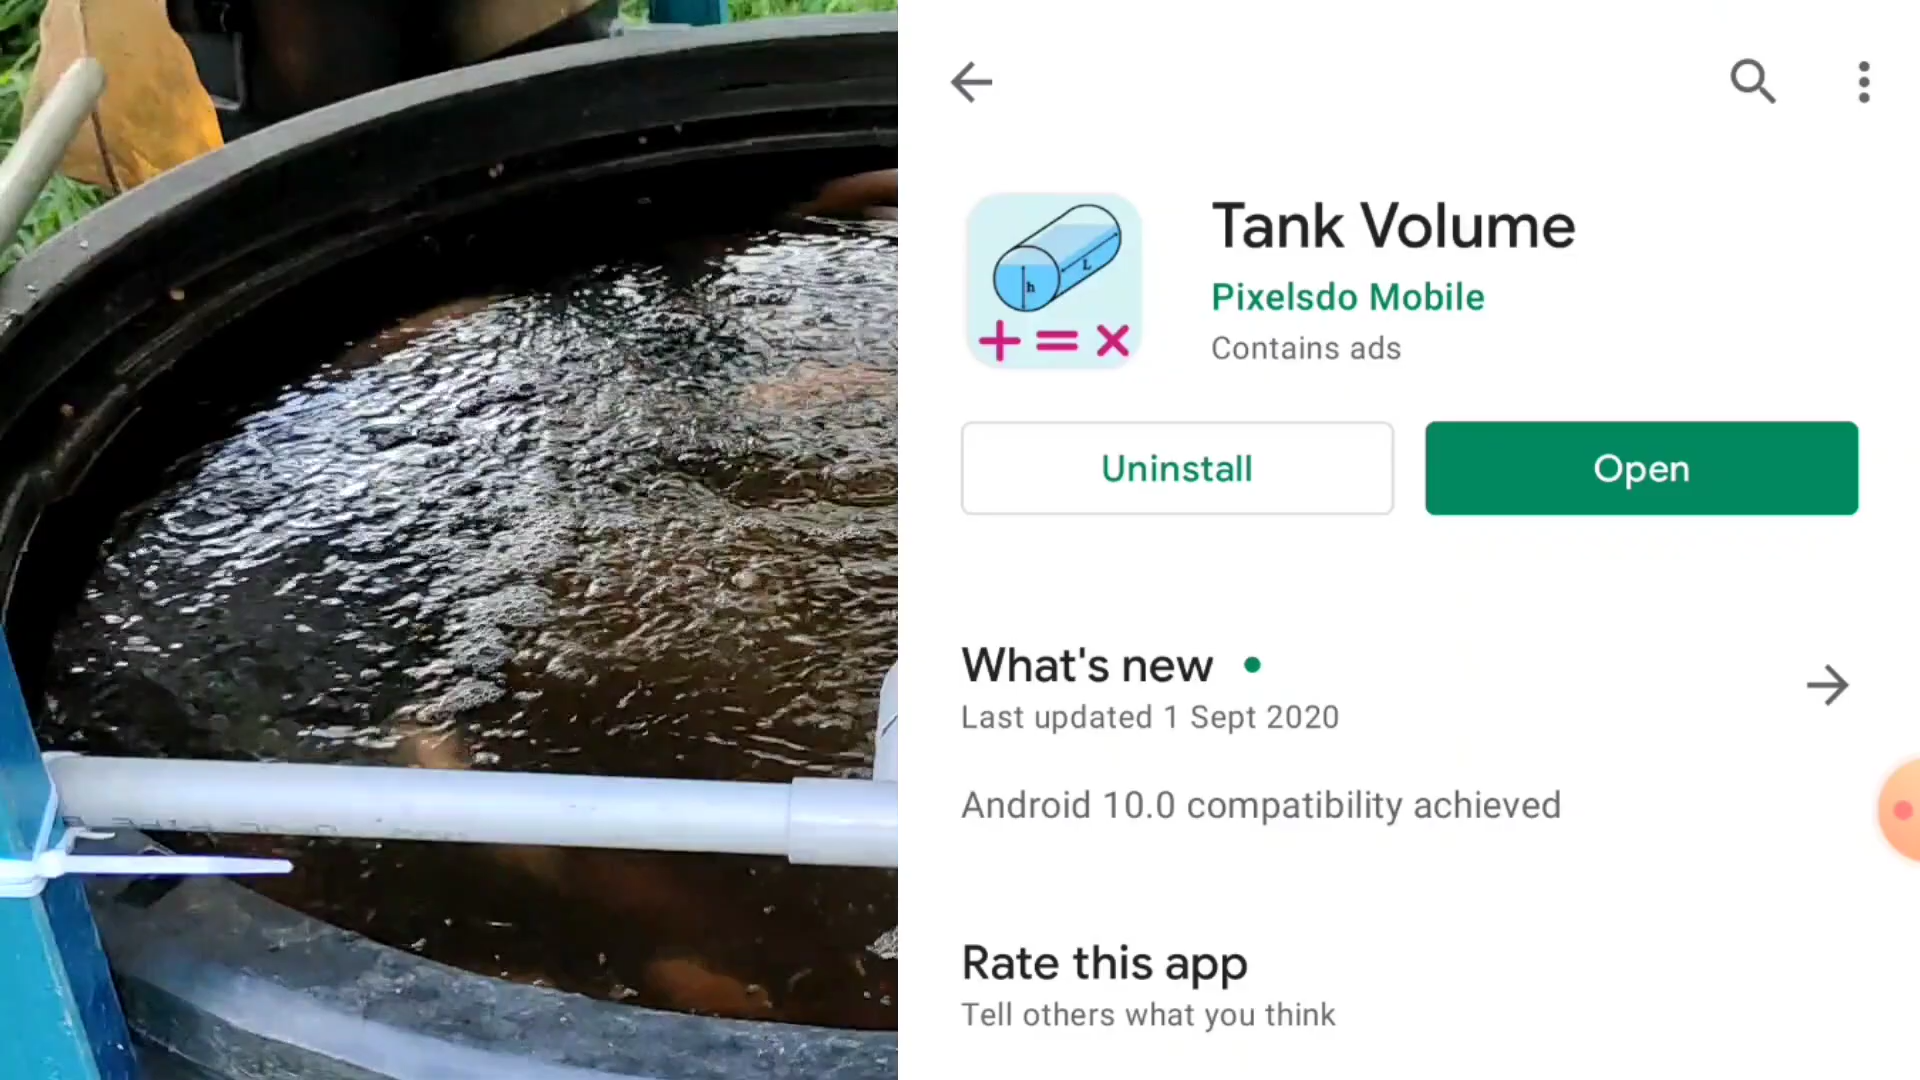 Tank Volume
Pixelsdo Mobile
Contains ads
h
L
Uninstall
Open
What's new
Last updated 1 Sept 2020
Android 10.0 compatibility achieved
Rate this app
Tell others what you think